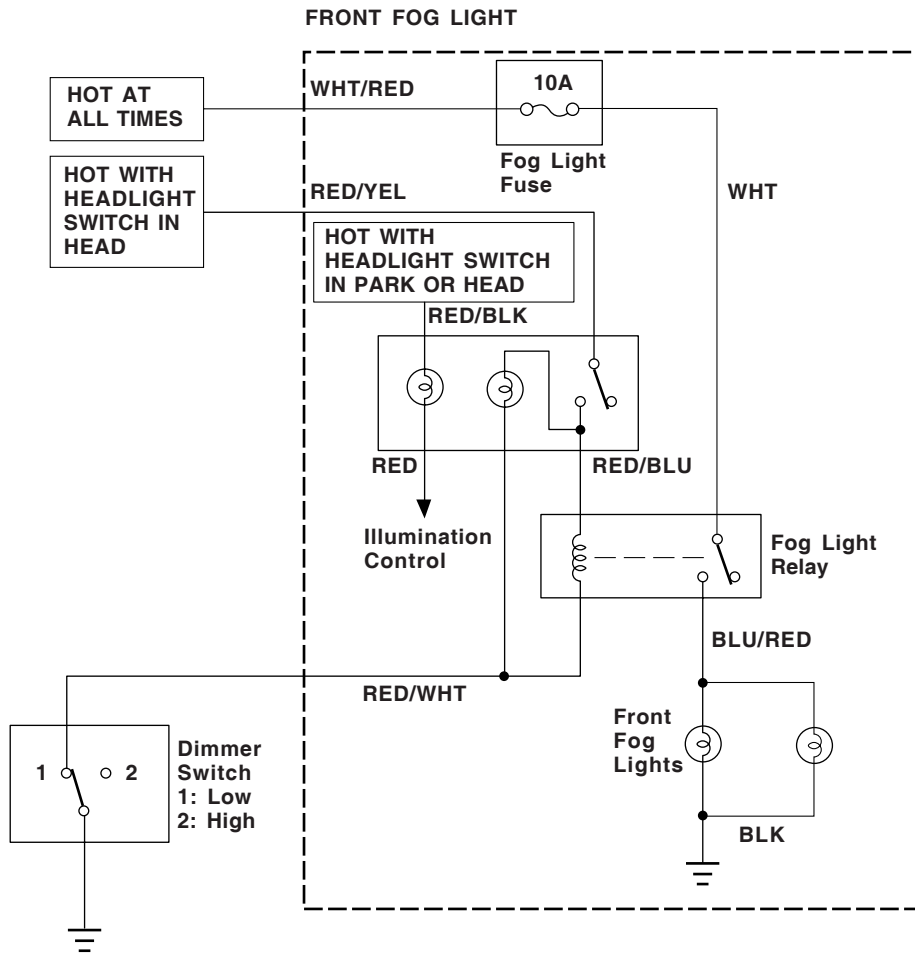 FRONT FOG LIGHT
HOT AT
ALL TIMES
WHT/RED
10A
Fog Light
Fuse
HOT WITH
HEADLIGHT
SWITCH IN
HEAD
RED/YEL
WHT
HOT WITH
HEADLIGHT SWITCH
IN PARK OR HEAD
RED/BLK
RED
RED/BLU
Illumination
Control
Fog Light
Relay
BLU/RED
RED/WHT
Front
Fog
Lights
1
2
Dimmer
Switch
1: Low
2: High
BLK